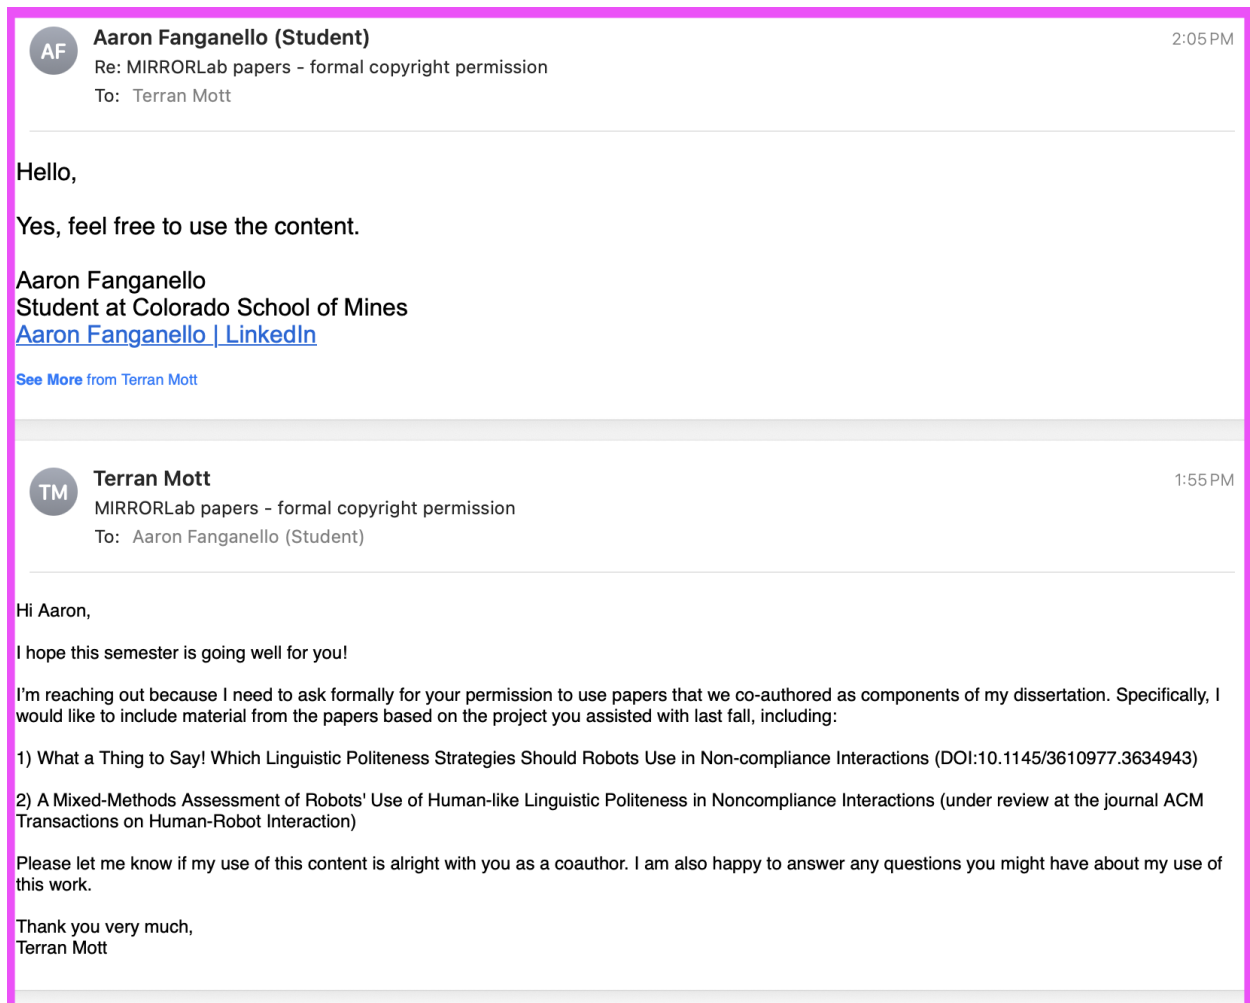 AF
Aaron Fanganello (Student)
2:05 PM
Re: MIRRORLab papers - formal copyright permission
To: Terran Mott
Hello,
Yes, feel free to use the content.
Aaron Fanganello
Student at Colorado School of Mines
Aaron Fanganello | LinkedIn
See More from Terran Mott
TM
Terran Mott
1:55 PM
MIRRORLab papers - formal copyright permission
To: Aaron Fanganello (Student)
Hi Aaron,
I hope this semester is going well for you!
I’m reaching out because I need to ask formally for your permission to use papers that we co-authored as components of my dissertation. Specifically, I
would like to include material from the papers based on the project you assisted with last fall, including:
1) What a Thing to Say! Which Linguistic Politeness Strategies Should Robots Use in Non-compliance Interactions (DOI:10.1145/3610977.3634943)
2) A Mixed-Methods Assessment of Robots' Use of Human-like Linguistic Politeness in Noncompliance Interactions (under review at the journal ACM
Transactions on Human-Robot Interaction)
Please let me know if my use of this content is alright with you as a coauthor. I am also happy to answer any questions you might have about my use of
this work.
Thank you very much,
Terran Mott